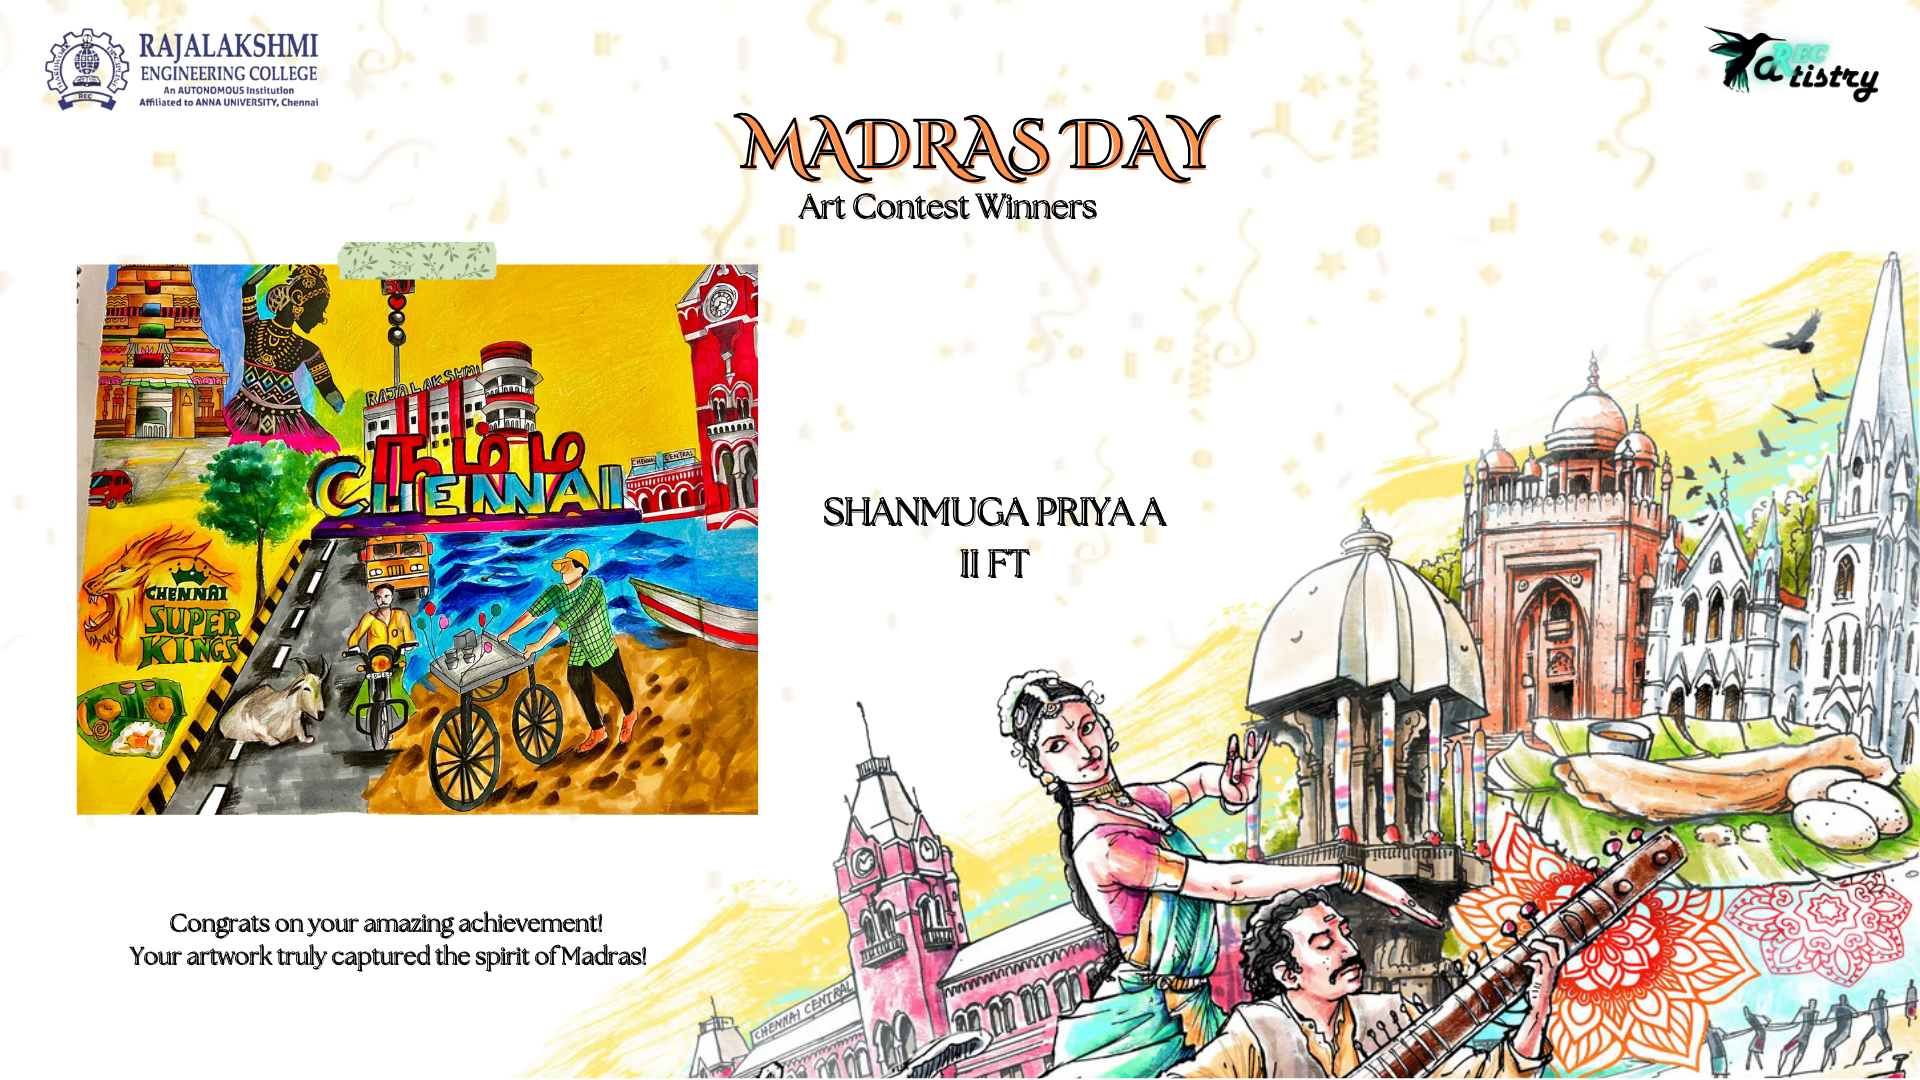 RAJALAKSHMI
ENGINEERING COLLEGE
An AUTONOMOUS Institution
Affiliated to ANNA UNIVERSITY, Chennai
REC
REC
artistry
MADRAS DAY
Art Contest Winners
RAJALAKSHMI
நம்ம
CHENNAI
CHENNAI CENTRAL
CHENNAI
SUPER
KINGS
SHANMUGA PRIYA A
II FT
Congrats on your amazing achievement!
Your artwork truly captured the spirit of Madras!
CHENNAI CENTRAL